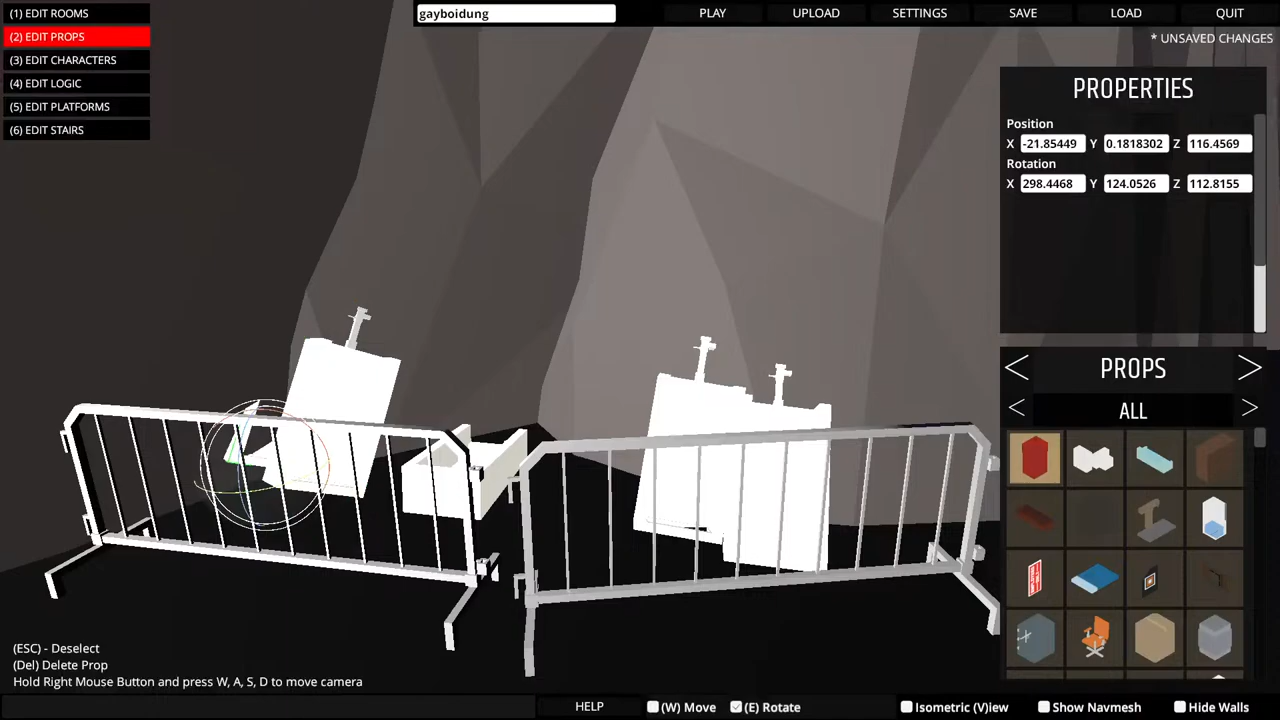 (1) EDIT ROOMS
(2) EDIT PROPS
(3) EDIT CHARACTERS
(4) EDIT LOGIC
(5) EDIT PLATFORMS
(6) EDIT STAIRS
gayboidung
PLAY UPLOAD SETTINGS SAVE LOAD QUIT
* UNSAVED CHANGES
PROPERTIES
Position
X -21.85449 Y 0.1818302 Z 116.4569
Rotation
X 298.4468 Y 124.0526 Z 112.8155
< PROPS >
< ALL >
(ESC) - Deselect
(Del) Delete Prop
Hold Right Mouse Button and press W, A, S, D to move camera
HELP (W) Move (E) Rotate Isometric (V)iew Show Navmesh Hide Walls